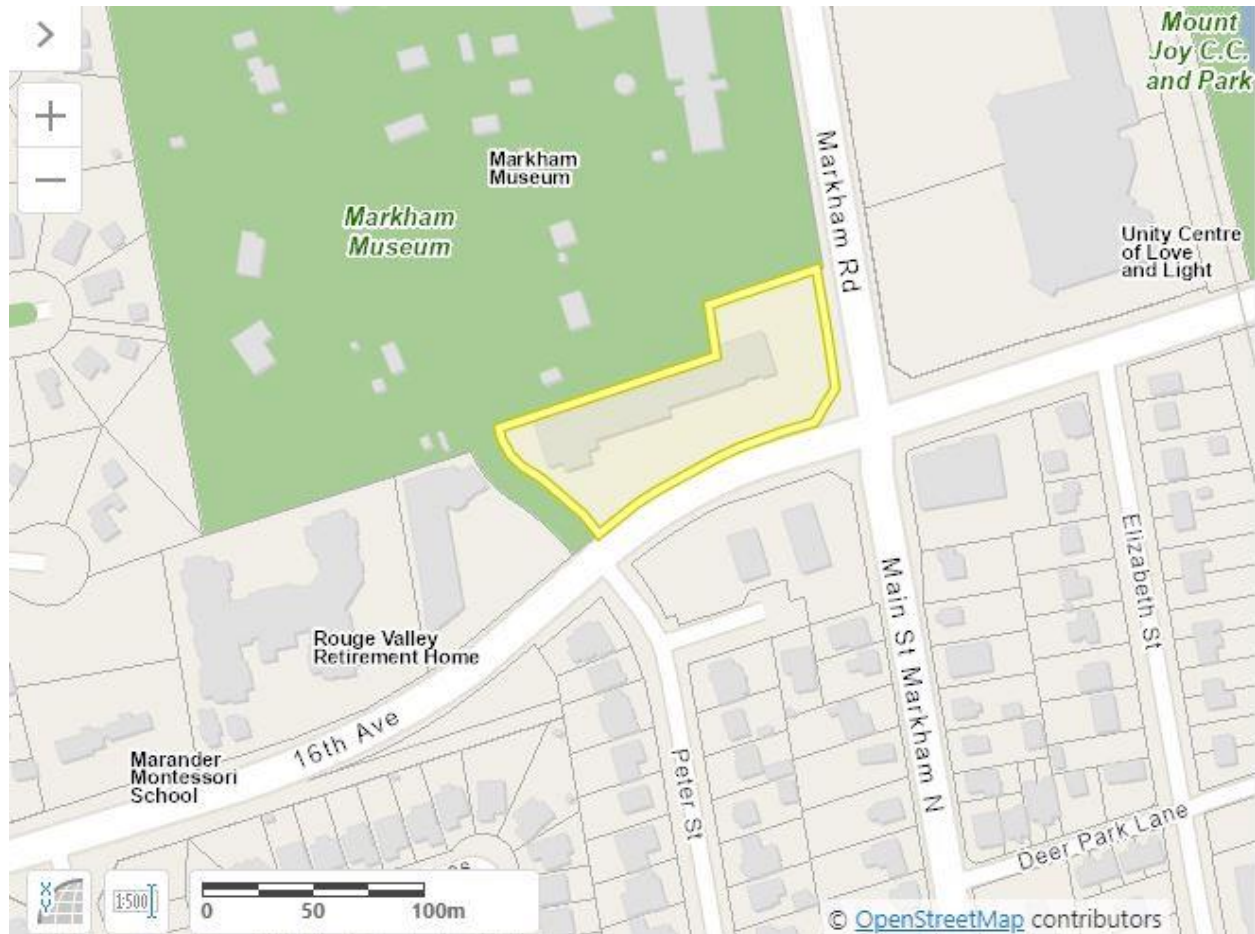 >
+
−
Mount
Joy C.C.
and Park
Markham
Museum
Markham
Museum
Markham Rd
Unity Centre
of Love
and Light
Elizabeth St
Main St Markham N
Rouge Valley
Retirement Home
16th Ave
Marander
Montessori
School
Peter St
Deer Park Lane
X Y
1:500
0 50 100m
© OpenStreetMap contributors